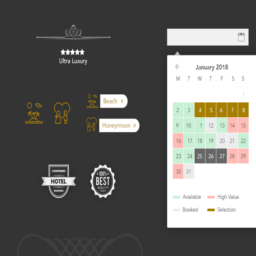 Ultra Luxury
Beach x
Honeymoon x
HOTEL
100%
BEST
January 2018
M T W T F S S
1
2 3 4 5 6 7 8
9 10 11 12 13 14 15
16 17 18 19 20 21 22
23 24 25 26 27 28 29
30 31
Available High Value
Booked Selection